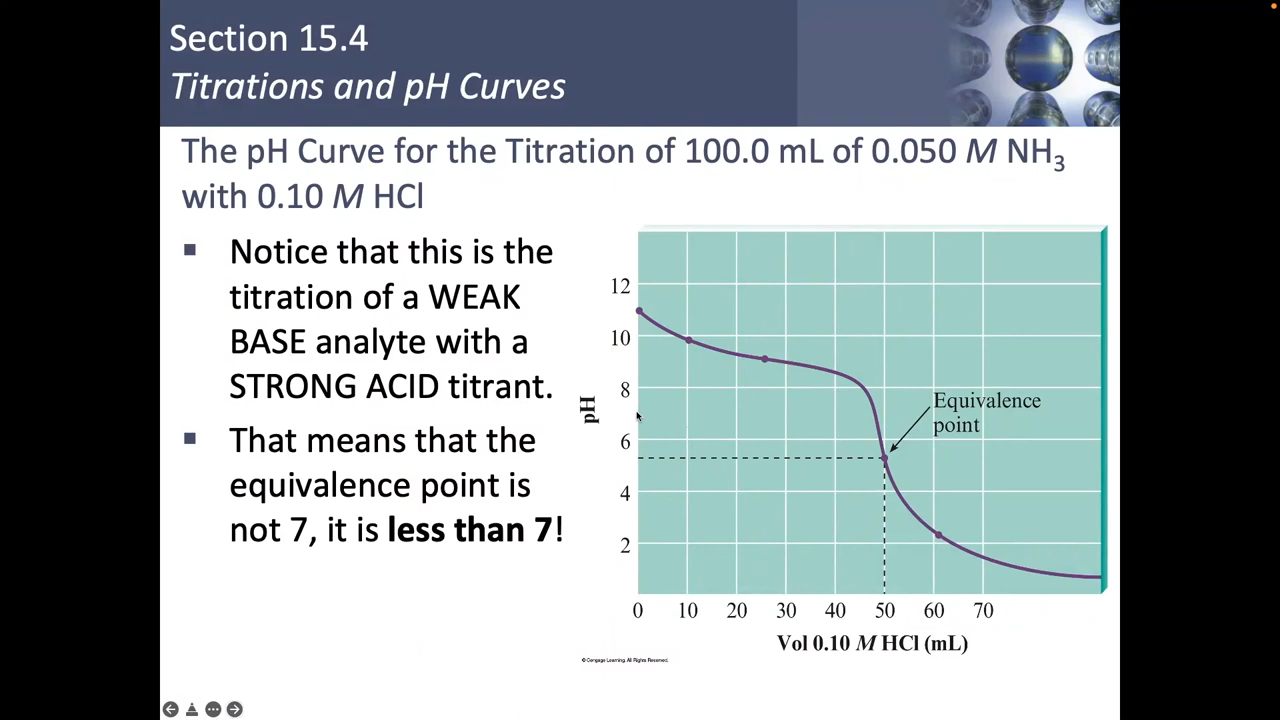 Section 15.4
Titrations and pH Curves
The pH Curve for the Titration of 100.0 mL of 0.050 M NH₃
with 0.10 M HCl
▪ Notice that this is the
titration of a WEAK
BASE analyte with a
STRONG ACID titrant.
▪ That means that the
equivalence point is
not 7, it is less than 7!
12
10
8
6
4
2
pH
Equivalence
point
0 10 20 30 40 50 60 70
Vol 0.10 M HCl (mL)
© Cengage Learning. All Rights Reserved.